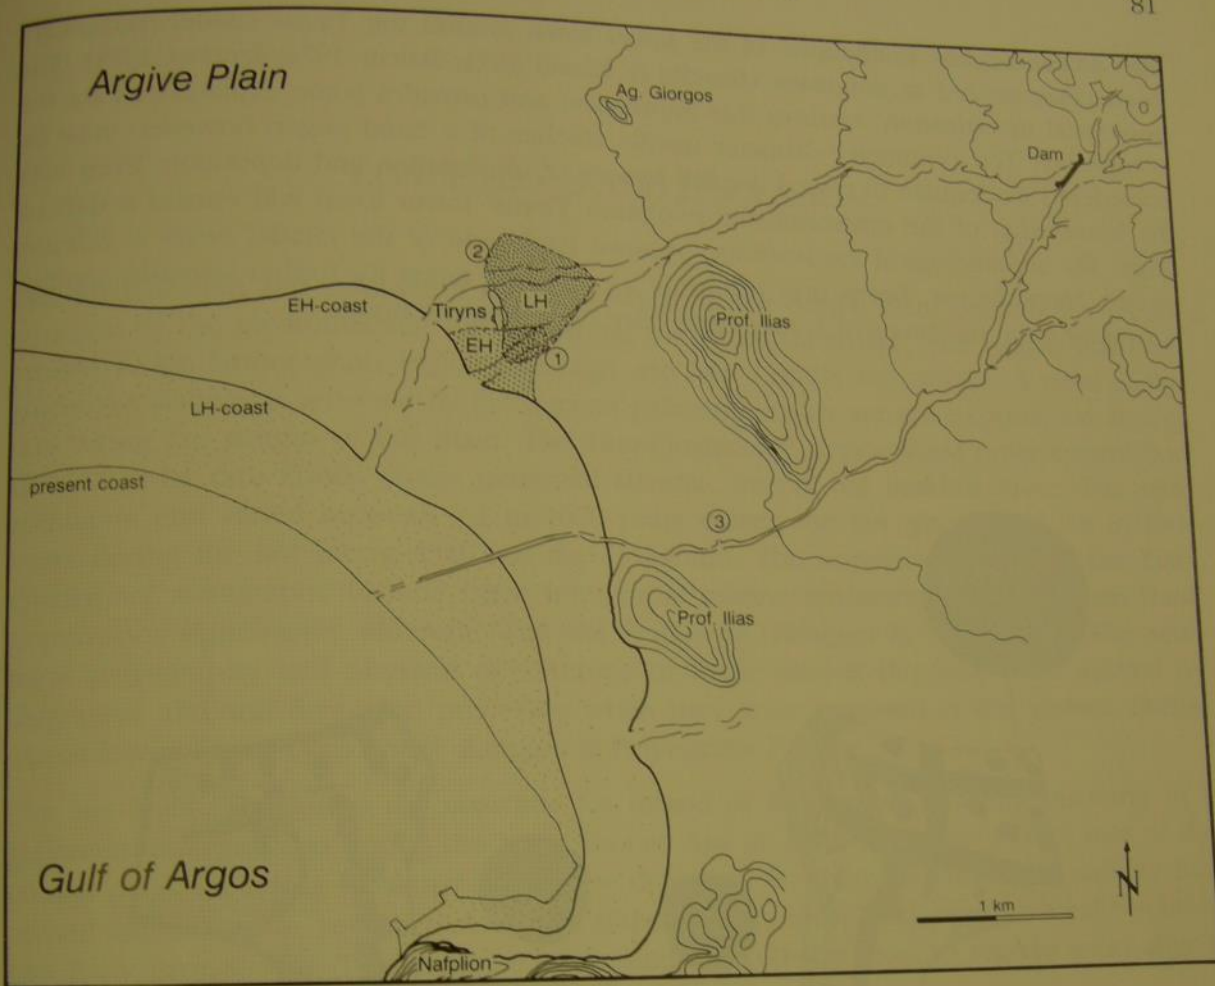 81
Argive Plain
Ag. Giorgos
Dam
2
EH-coast
Tiryns
LH
Prof. Ilias
EH
1
LH-coast
present coast
3
Prof. Ilias
Gulf of Argos
1 km
N
Nafplion